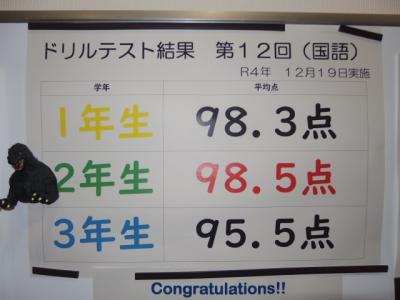 ドリルテスト結果　第１２回（国語）
R４年　１２月１９日実施
学年　平均点
１年生　９８.３点
２年生　９８.５点
３年生　９５.５点
Congratulations!!